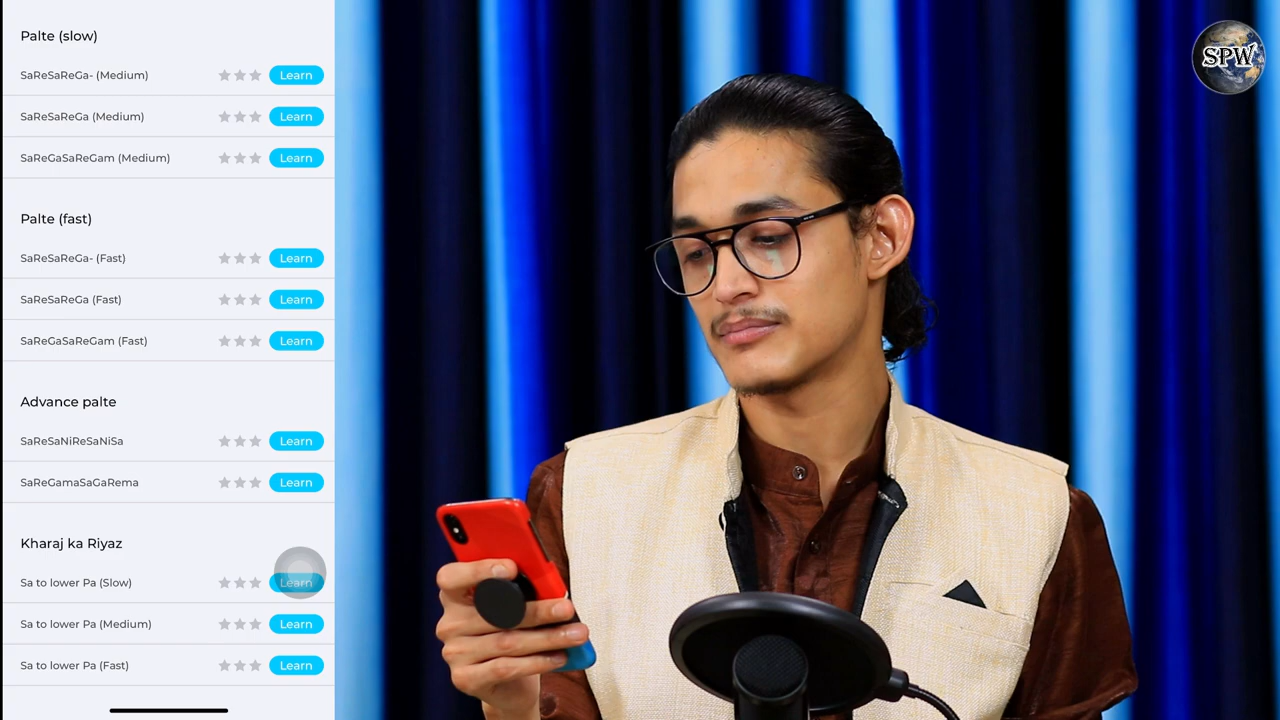 Palte (slow)
SaReSaReGa- (Medium) Learn
SaReSaReGa (Medium) Learn
SaReGaSaReGam (Medium) Learn
Palte (fast)
SaReSaReGa- (Fast) Learn
SaReSaReGa (Fast) Learn
SaReGaSaReGam (Fast) Learn
Advance palte
SaReSaNiReSaNiSa Learn
SaReGamaSaGaRema Learn
Kharaj ka Riyaz
Sa to lower Pa (Slow) Learn
Sa to lower Pa (Medium) Learn
Sa to lower Pa (Fast) Learn
SPW